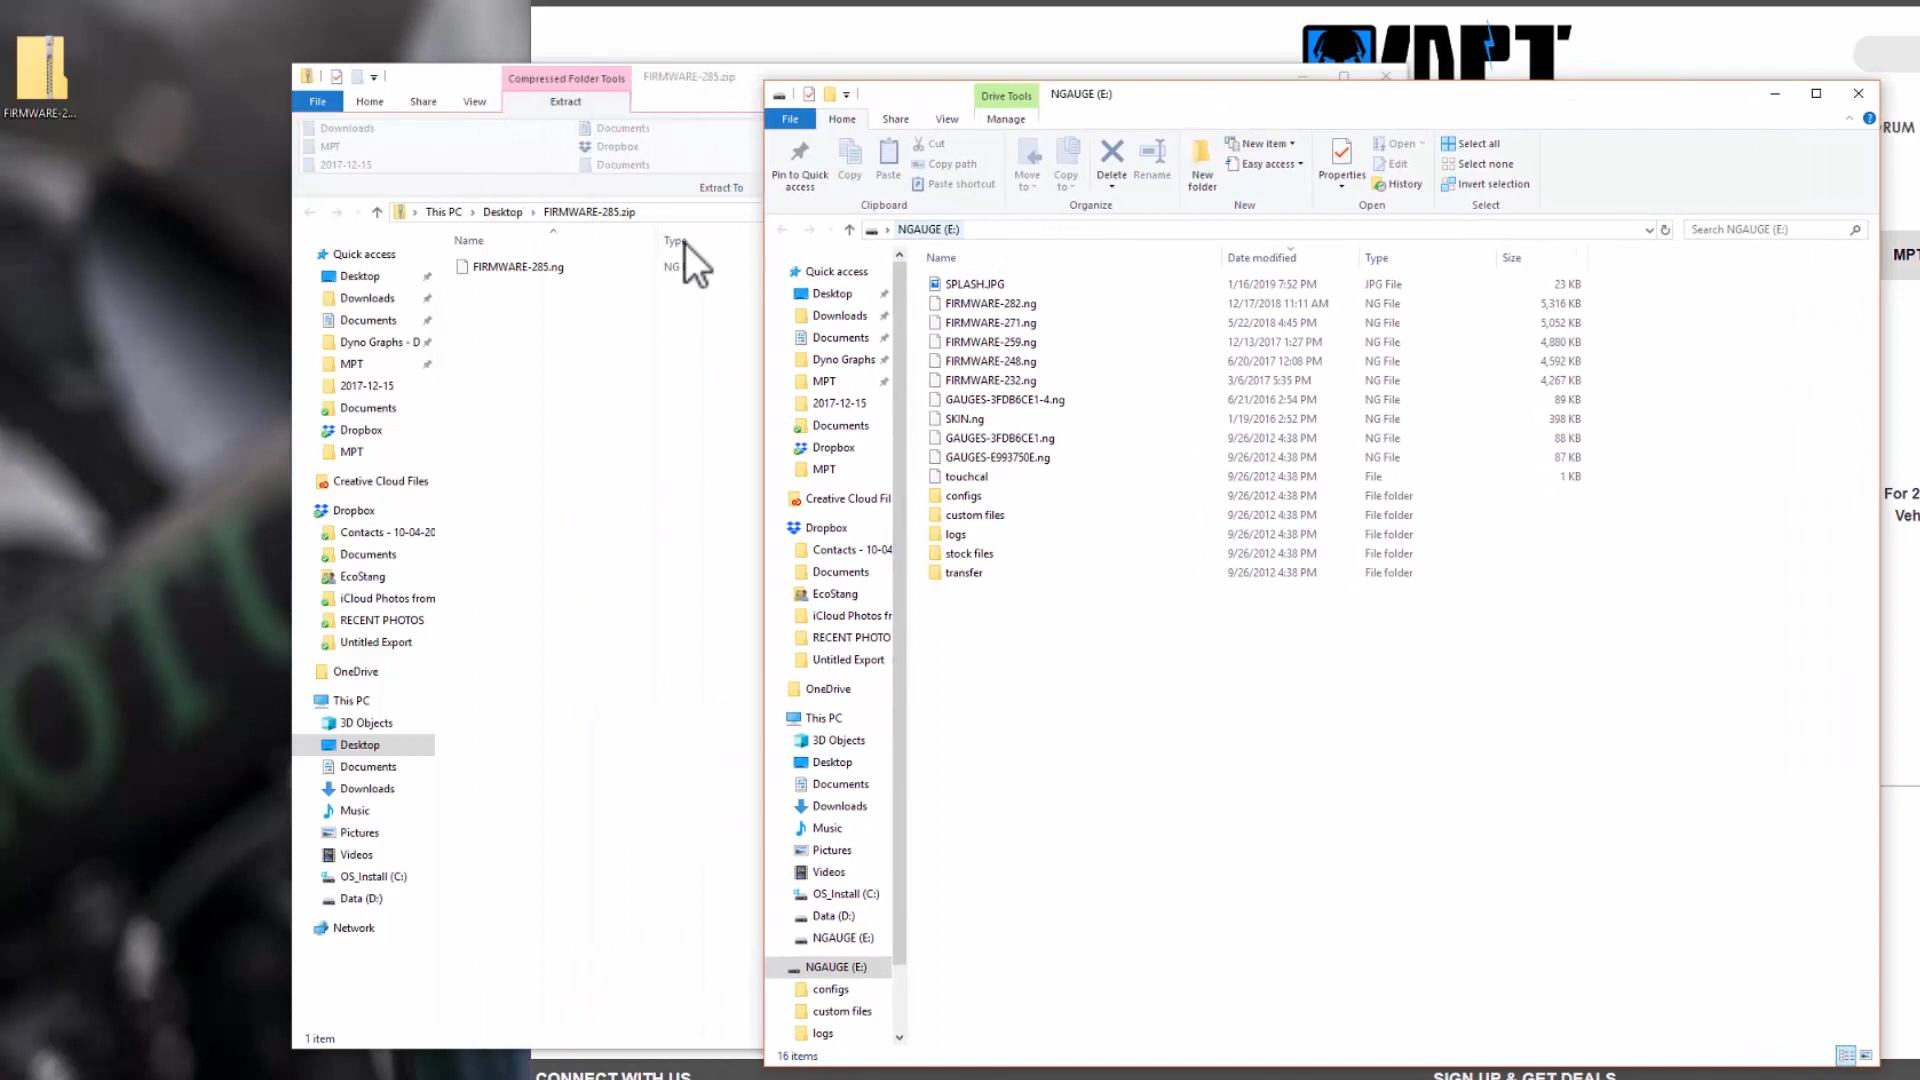 FIRMWARE-2...
Compressed Folder Tools
FIRMWARE-285.zip
File
Home
Share
View
Extract
Downloads
MPT
2017-12-15
Documents
Dropbox
Documents
Extract To
This PC > Desktop > FIRMWARE-285.zip
Name
Type
FIRMWARE-285.ng
NG
Quick access
Desktop
Downloads
Documents
Dyno Graphs - D
MPT
2017-12-15
Documents
Dropbox
MPT
Creative Cloud Files
Dropbox
Contacts - 10-04-20
Documents
EcoStang
iCloud Photos from
RECENT PHOTOS
Untitled Export
OneDrive
This PC
3D Objects
Desktop
Documents
Downloads
Music
Pictures
Videos
OS_Install (C:)
Data (D:)
Network
1 item
Drive Tools
NGAUGE (E:)
File
Home
Share
View
Manage
Pin to Quick access
Copy
Paste
Cut
Copy path
Paste shortcut
Clipboard
Move to
Copy to
Delete
Rename
Organize
New folder
New item
Easy access
New
Properties
Open
Edit
History
Open
Select all
Select none
Invert selection
Select
NGAUGE (E:)
Search NGAUGE (E:)
Quick access
Desktop
Downloads
Documents
Dyno Graphs
MPT
2017-12-15
Documents
Dropbox
MPT
Creative Cloud Fil
Dropbox
Contacts - 10-04
Documents
EcoStang
iCloud Photos fr
RECENT PHOTO
Untitled Export
OneDrive
This PC
3D Objects
Desktop
Documents
Downloads
Music
Pictures
Videos
OS_Install (C:)
Data (D:)
NGAUGE (E:)
NGAUGE (E:)
configs
custom files
logs
Name Date modified Type Size
SPLASH.JPG 1/16/2019 7:52 PM JPG File 23 KB
FIRMWARE-282.ng 12/17/2018 11:11 AM NG File 5,316 KB
FIRMWARE-271.ng 5/22/2018 4:45 PM NG File 5,052 KB
FIRMWARE-259.ng 12/13/2017 1:27 PM NG File 4,880 KB
FIRMWARE-248.ng 6/20/2017 12:08 PM NG File 4,592 KB
FIRMWARE-232.ng 3/6/2017 5:35 PM NG File 4,267 KB
GAUGES-3FDB6CE1-4.ng 6/21/2016 2:54 PM NG File 89 KB
SKIN.ng 1/19/2016 2:52 PM NG File 398 KB
GAUGES-3FDB6CE1.ng 9/26/2012 4:38 PM NG File 88 KB
GAUGES-E993750E.ng 9/26/2012 4:38 PM NG File 87 KB
touchcal 9/26/2012 4:38 PM File 1 KB
configs 9/26/2012 4:38 PM File folder
custom files 9/26/2012 4:38 PM File folder
logs 9/26/2012 4:38 PM File folder
stock files 9/26/2012 4:38 PM File folder
transfer 9/26/2012 4:38 PM File folder
16 items
RUM
MPT
For 2
Veh
CONNECT WITH US
SIGN UP & GET DEALS